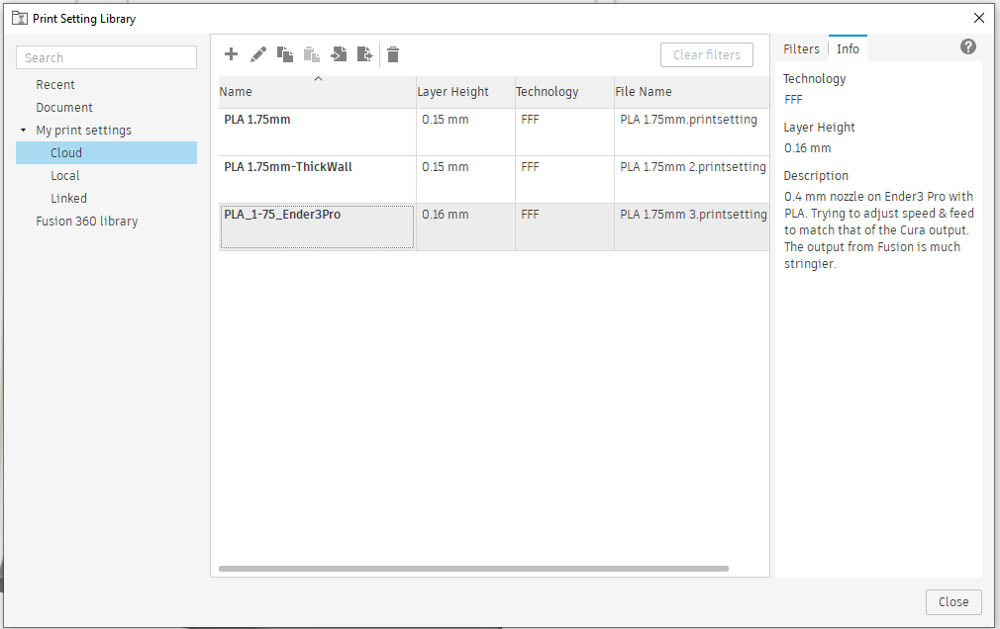 Print Setting Library
Search
Recent
Document
My print settings
Cloud
Local
Linked
Fusion 360 library
Clear filters
Name Layer Height Technology File Name
PLA 1.75mm 0.15 mm FFF PLA 1.75mm.printsetting
PLA 1.75mm-ThickWall 0.15 mm FFF PLA 1.75mm 2.printsetting
PLA_1-75_Ender3Pro 0.16 mm FFF PLA 1.75mm 3.printsetting
Filters Info
?
Technology
FFF
Layer Height
0.16 mm
Description
0.4 mm nozzle on Ender3 Pro with
PLA. Trying to adjust speed & feed
to match that of the Cura output.
The output from Fusion is much
stringier.
Close